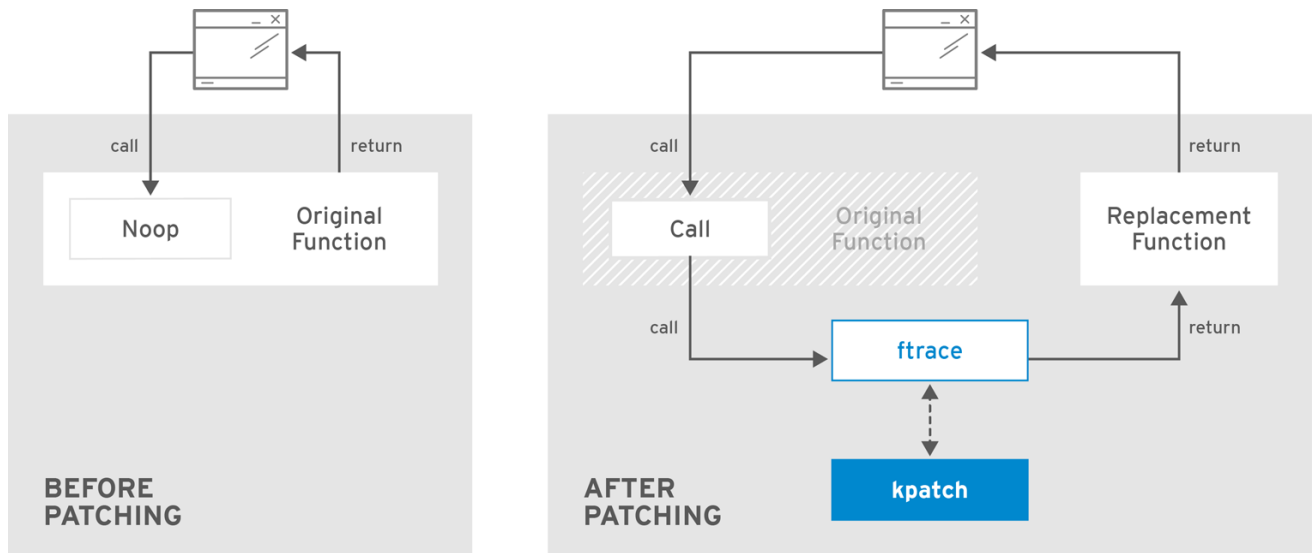 call
return
Noop
Original
Function
BEFORE
PATCHING
call
return
Call
Original
Function
Replacement
Function
call
return
ftrace
kpatch
AFTER
PATCHING